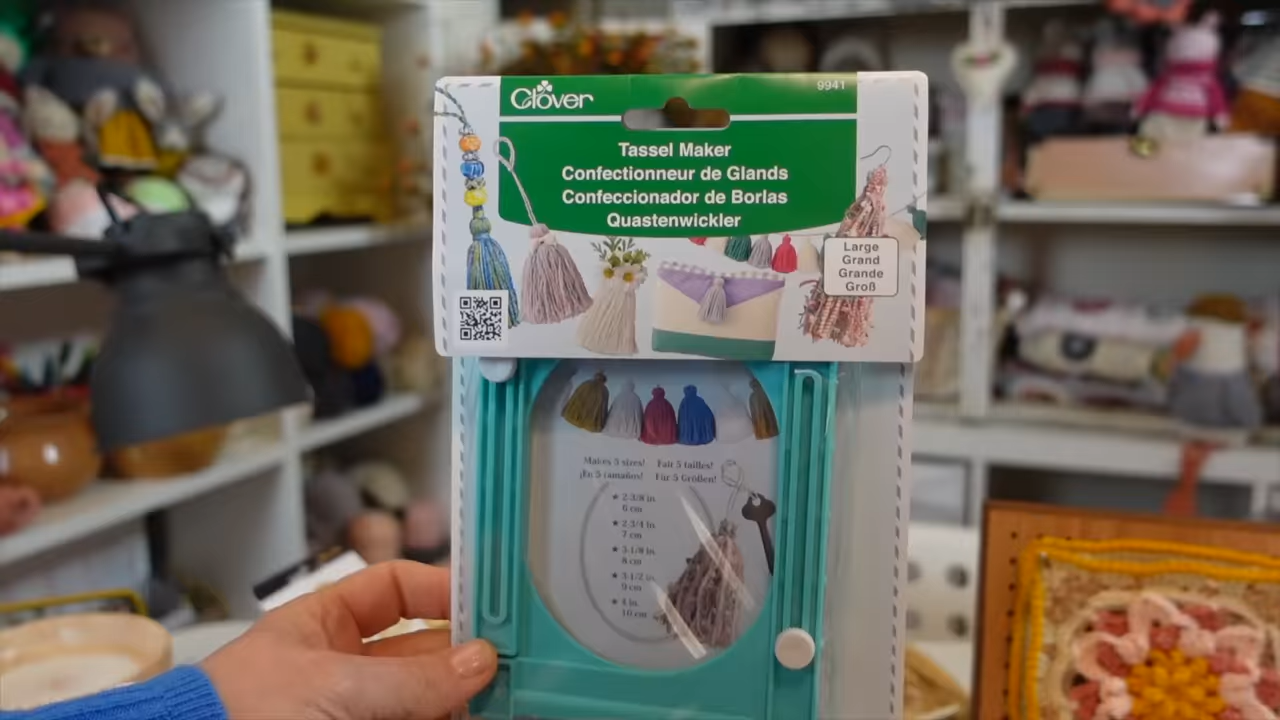 Clover
9941
Tassel Maker
Confectionneur de Glands
Confeccionador de Borlas
Quastenwickler
Large
Grand
Grande
Groß
Makes 5 sizes! Fait 5 tailles!
¡En 5 tamaños! Für 5 Größen!
★ 2-3/8 in.
6 cm
★ 2-3/4 in.
7 cm
★ 3-1/8 in.
8 cm
★ 3-1/2 in.
9 cm
★ 4 in.
10 cm